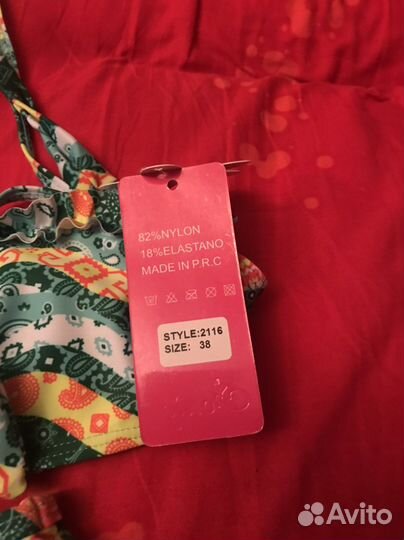 82%NYLON
18%ELASTANO
MADE IN P.R.C
STYLE:2116
SIZE: 38
Avito